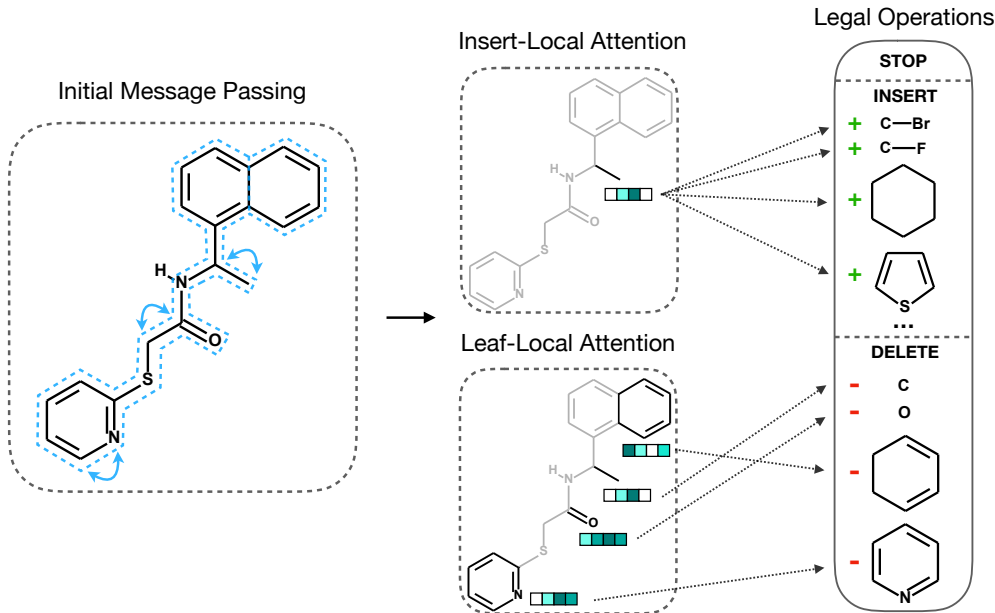 Initial Message Passing
H
N
O
S
N
Insert-Local Attention
H
N
O
S
N
Leaf-Local Attention
H
N
O
S
N
Legal Operations
STOP
INSERT
+ C—Br
+ C—F
+
+
S
...
DELETE
- C
- O
-
-
N